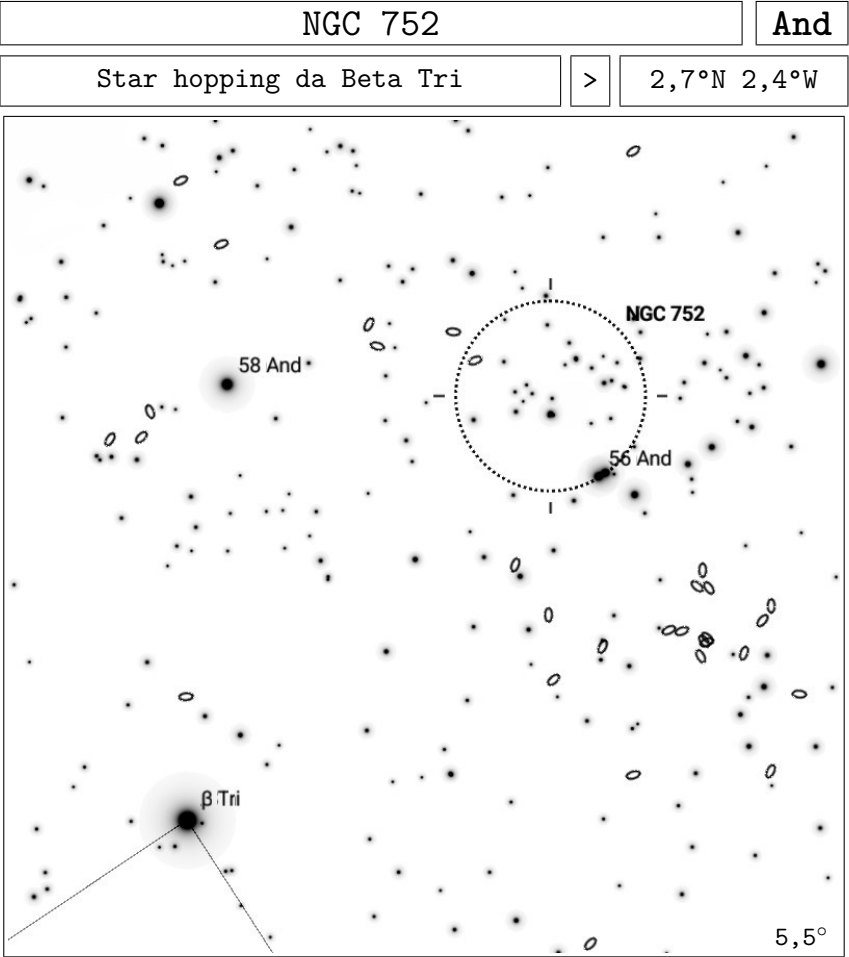 NGC 752
And
Star hopping da Beta Tri
>
2,7°N 2,4°W
NGC 752
58 And
56 And
β Tri
5,5°